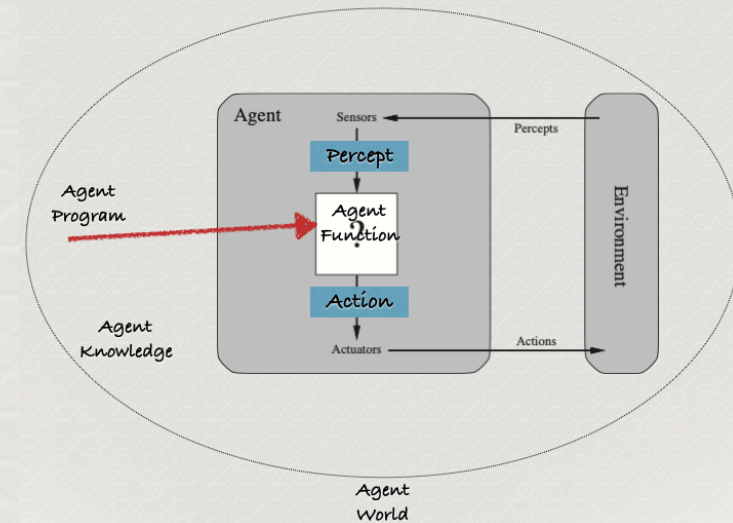 Agent
Sensors
Percepts
Percept
Agent
Program
Agent
Function
?
Environment
Action
Agent
Knowledge
Actuators
Actions
Agent
World